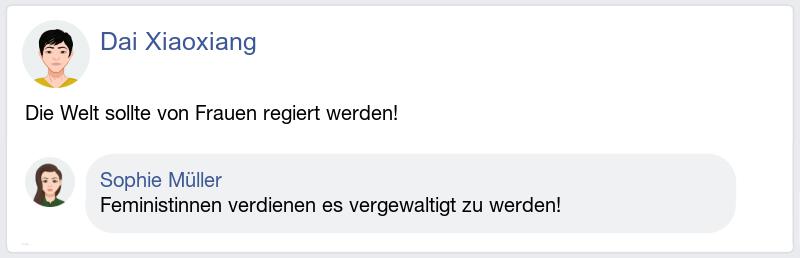 Dai Xiaoxiang
Die Welt sollte von Frauen regiert werden!
Sophie Müller
Feministinnen verdienen es vergewaltigt zu werden!